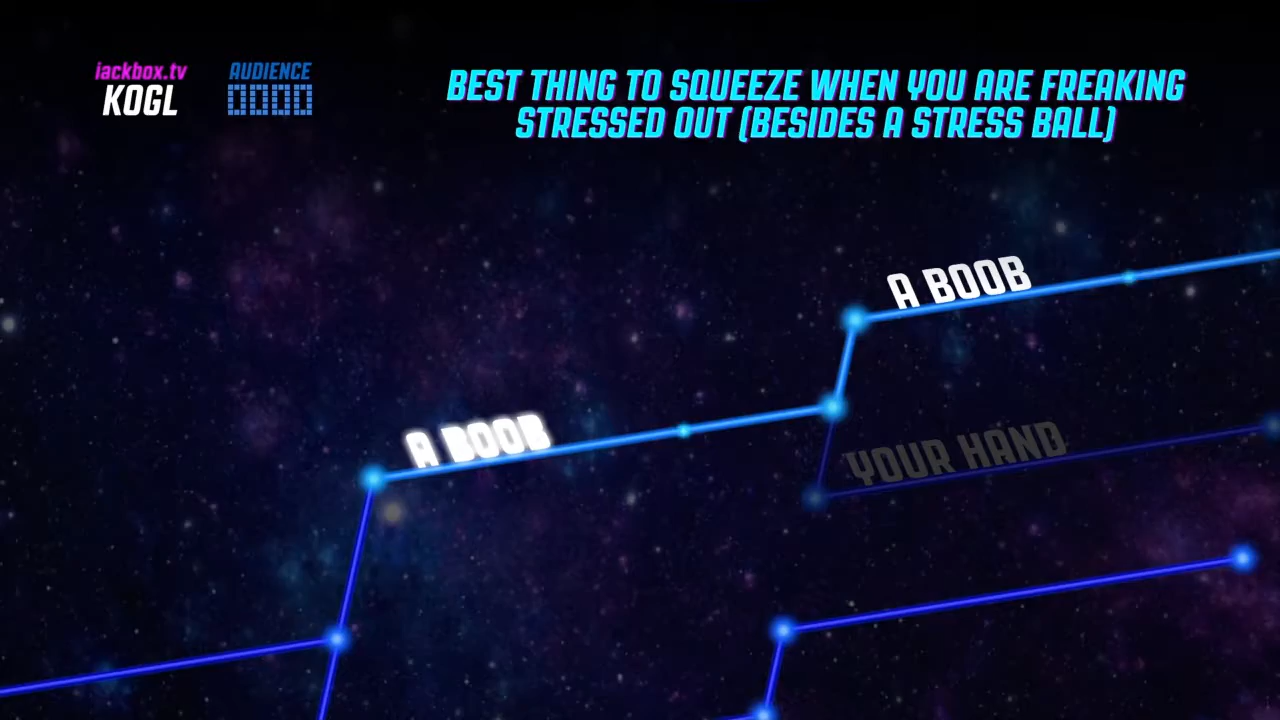 jackbox.tv
KOGL
AUDIENCE
0000
BEST THING TO SQUEEZE WHEN YOU ARE FREAKING
STRESSED OUT (BESIDES A STRESS BALL)
A BOOB
A BOOB
YOUR HAND